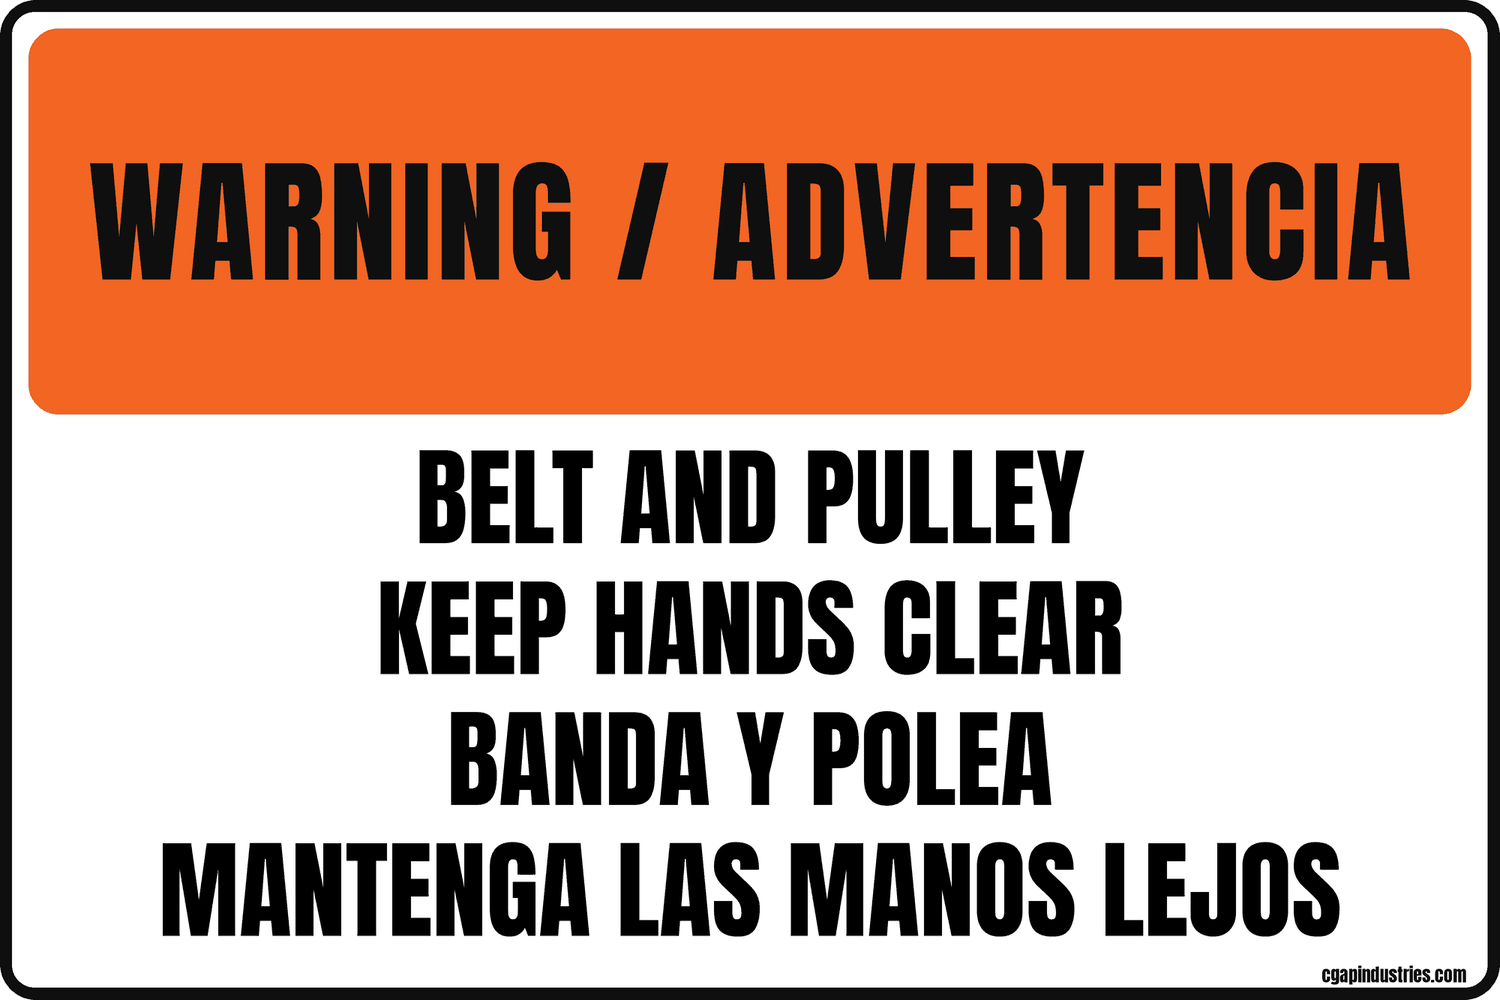 WARNING / ADVERTENCIA
BELT AND PULLEY
KEEP HANDS CLEAR
BANDA Y POLEA
MANTENGA LAS MANOS LEJOS
cgapindustries.com